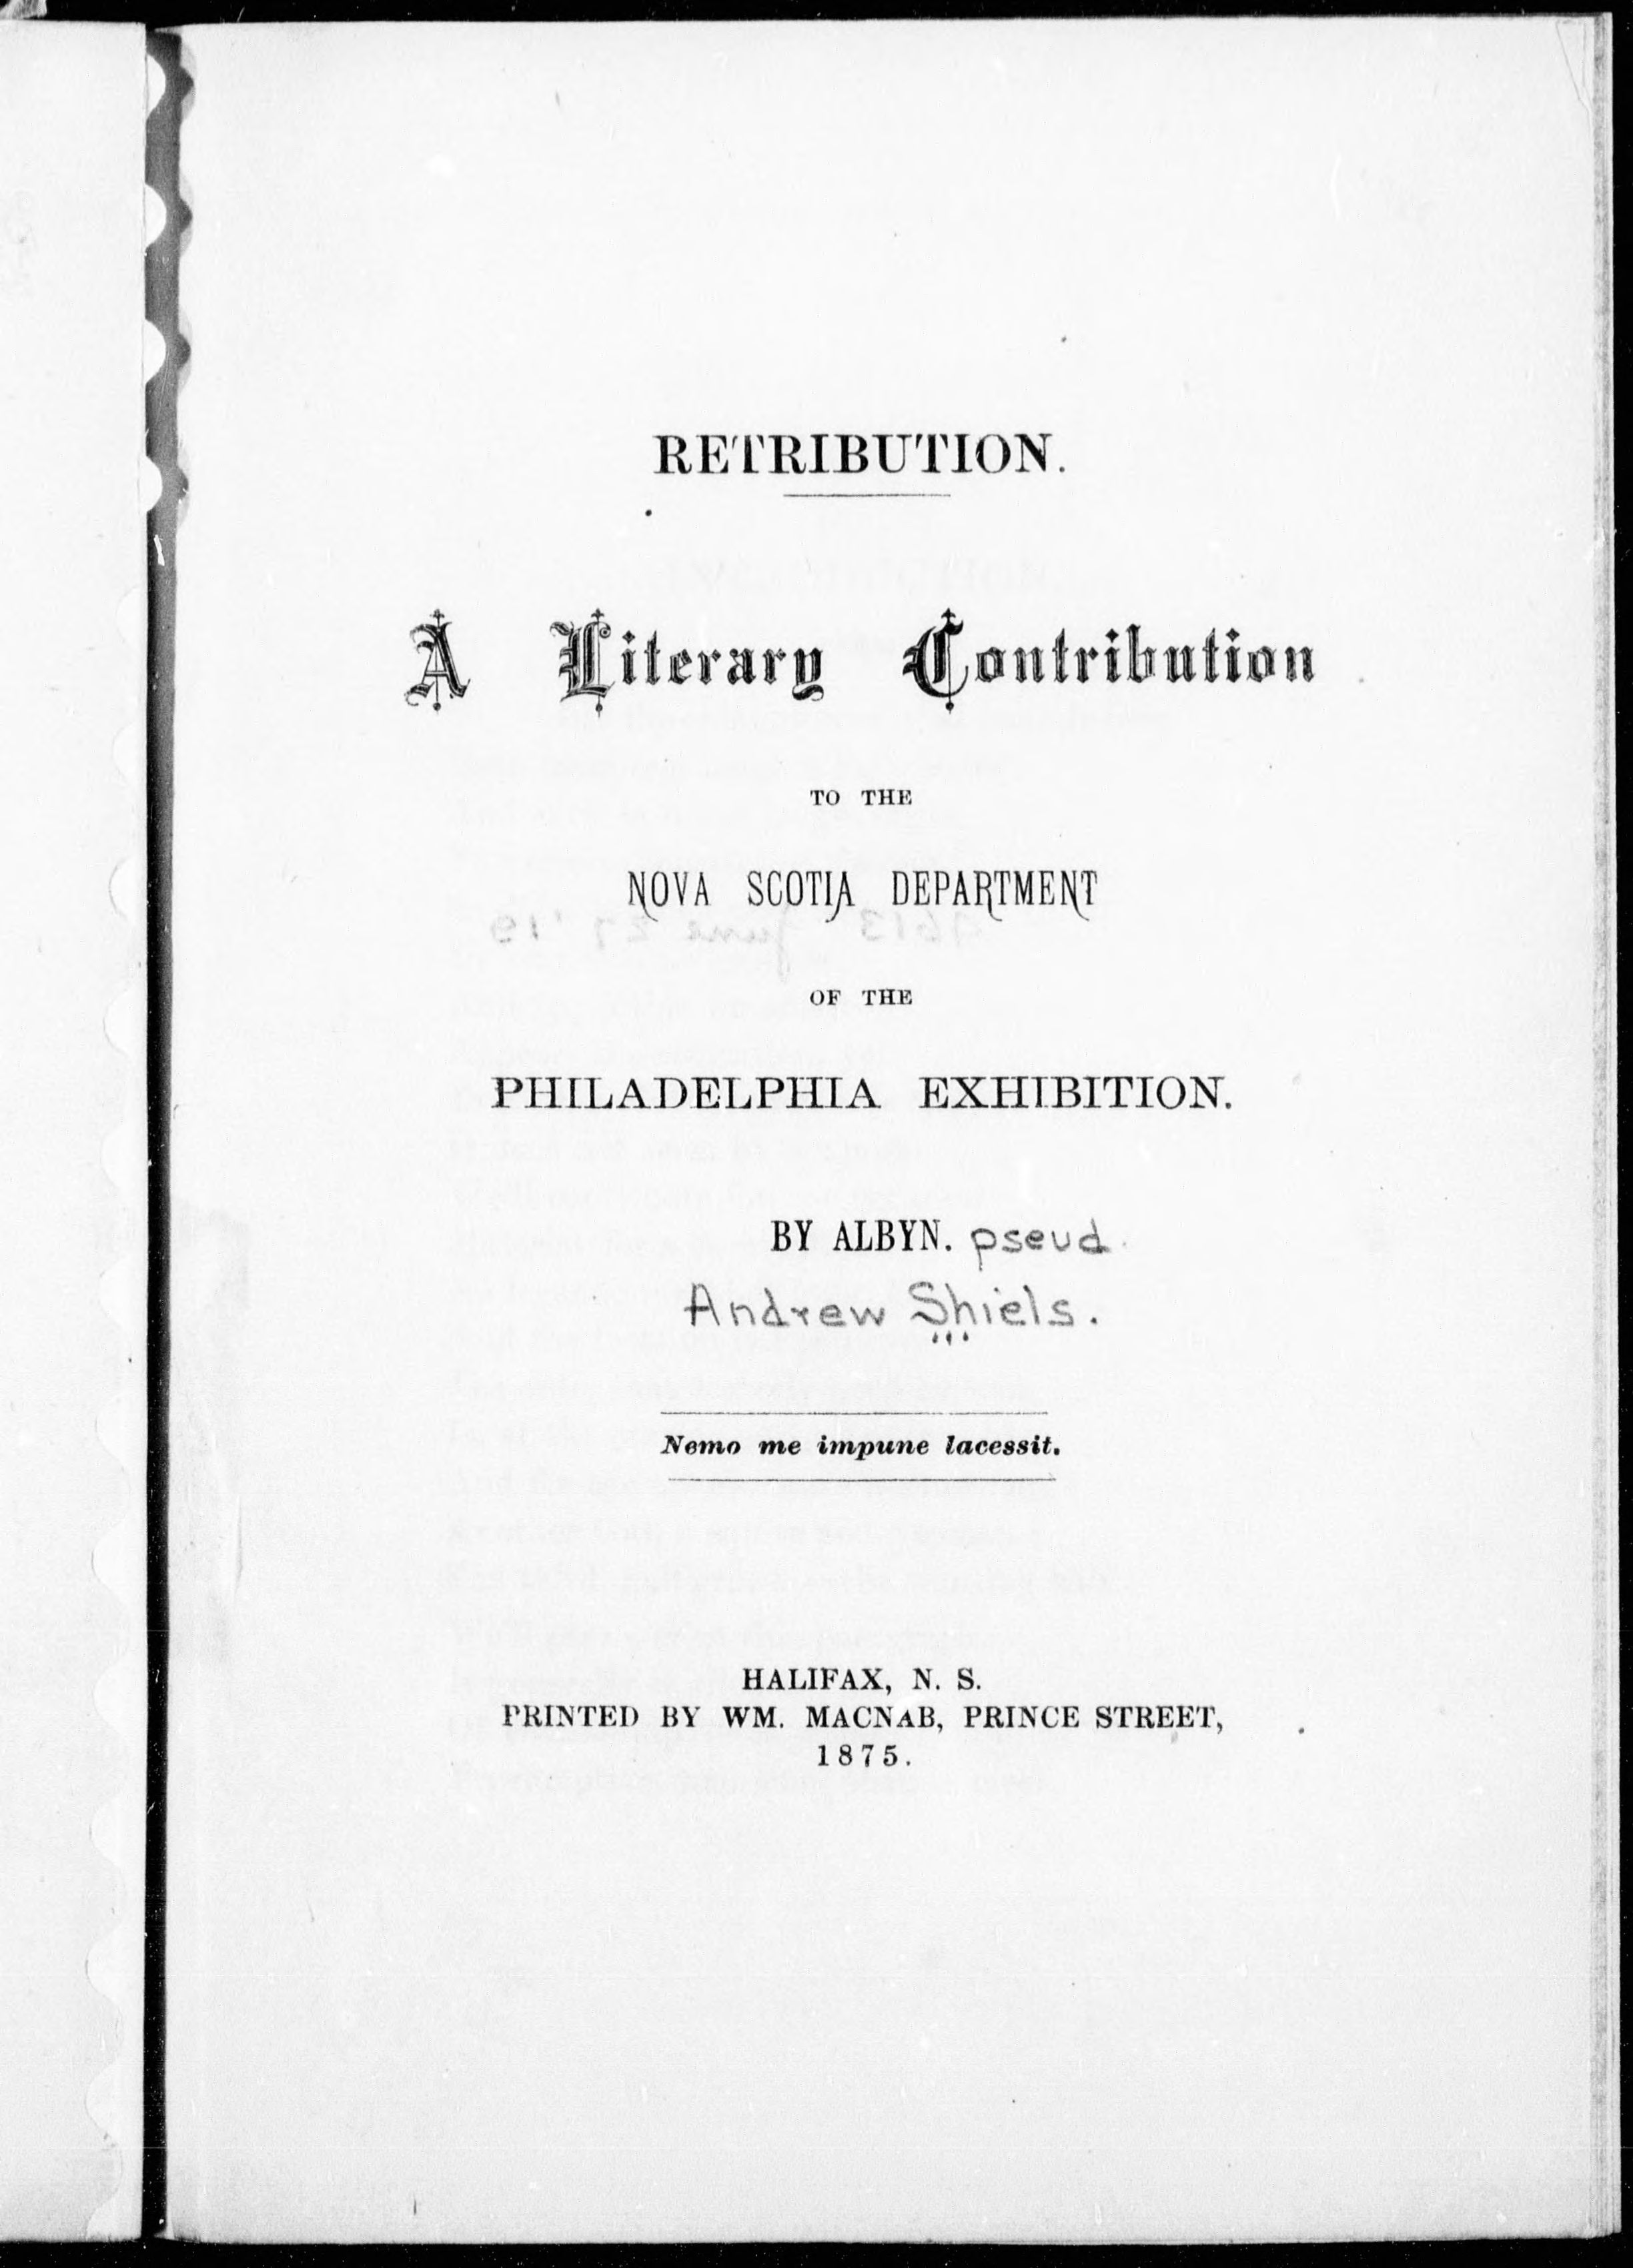 RETRIBUTION.
A Literary Contribution
TO THE
NOVA SCOTIA DEPARTMENT
OF THE
PHILADELPHIA EXHIBITION.
BY ALBYN. pseud.
Andrew Shiels.
Nemo me impune lacessit.
HALIFAX, N. S.
PRINTED BY WM. MACNAB, PRINCE STREET,
1875.